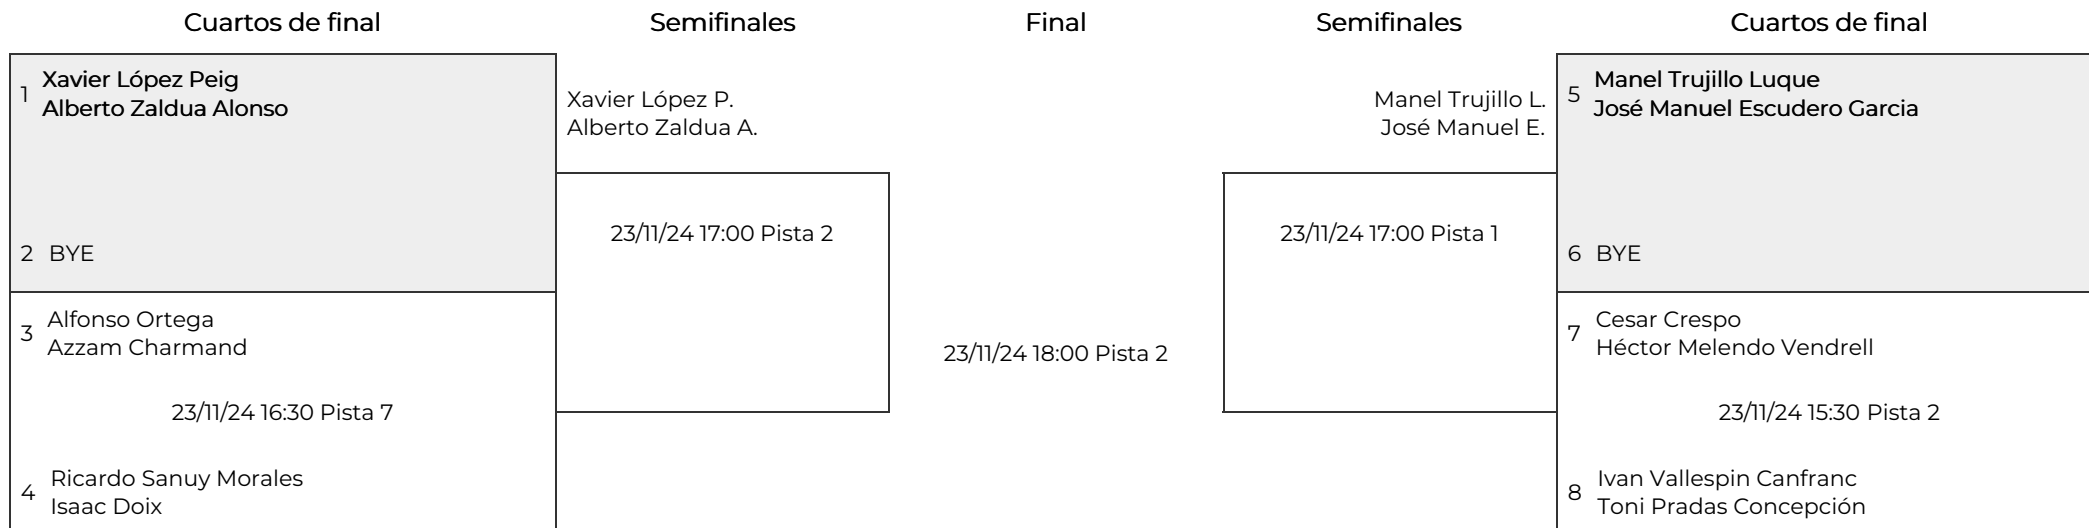 Cuartos de final
Semifinales
Final
Semifinales
Cuartos de final
1
Xavier López Peig
Alberto Zaldua Alonso
2 BYE
3
Alfonso Ortega
Azzam Charmand
23/11/24 16:30 Pista 7
4
Ricardo Sanuy Morales
Isaac Doix
Xavier López P.
Alberto Zaldua A.
23/11/24 17:00 Pista 2
23/11/24 18:00 Pista 2
Manel Trujillo L.
José Manuel E.
23/11/24 17:00 Pista 1
5
Manel Trujillo Luque
José Manuel Escudero Garcia
6 BYE
7
Cesar Crespo
Héctor Melendo Vendrell
23/11/24 15:30 Pista 2
8
Ivan Vallespin Canfranc
Toni Pradas Concepción